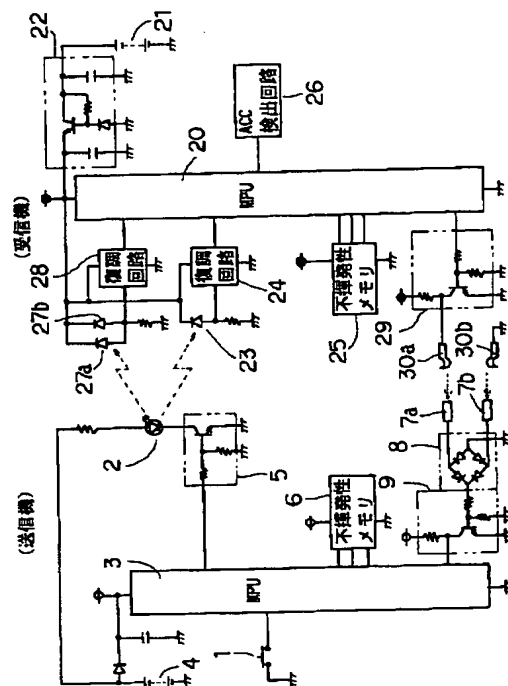 (送信機)
(受信機)
1
2
3
MPU
4
5
6
不揮発性
メモリ
7a
7b
8
9
20
MPU
21
22
23
24
復調
回路
25
不揮発性
メモリ
26
ACC
検出回路
27a
27b
28
復調
回路
29
30a
30b